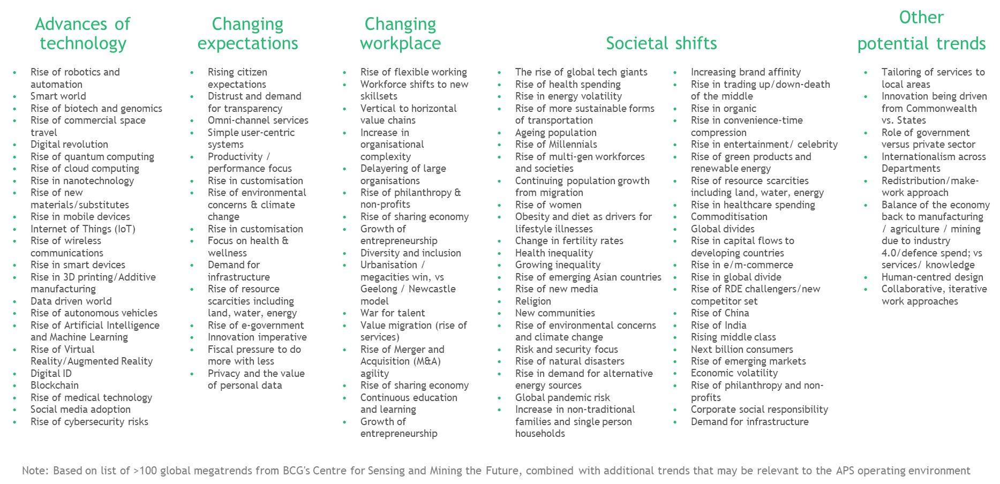 Advances of
technology
• Rise of robotics and
automation
• Smart world
• Rise of biotech and genomics
• Rise of commercial space
travel
• Digital revolution
• Rise of quantum computing
• Rise of cloud computing
• Rise in nanotechnology
• Rise of new
materials/substitutes
• Rise in mobile devices
• Internet of Things (IoT)
• Rise of wireless
communications
• Rise in smart devices
• Rise in 3D printing/Additive
manufacturing
• Data driven world
• Rise of autonomous vehicles
• Rise of Artificial Intelligence
and Machine Learning
• Rise of Virtual
Reality/Augmented Reality
• Digital ID
• Blockchain
• Rise of medical technology
• Social media adoption
• Rise of cybersecurity risks
Changing
expectations
• Rising citizen
expectations
• Distrust and demand
for transparency
• Omni-channel services
• Simple user-centric
systems
• Productivity /
performance focus
• Rise in customisation
• Rise of environmental
concerns & climate
change
• Rise in customisation
• Focus on health &
wellness
• Demand for
infrastructure
• Rise of resource
scarcities including
land, water, energy
• Rise of e-government
• Innovation imperative
• Fiscal pressure to do
more with less
• Privacy and the value
of personal data
Changing
workplace
• Rise of flexible working
• Workforce shifts to new
skillsets
• Vertical to horizontal
value chains
• Increase in
organisational
complexity
• Delayering of large
organisations
• Rise of philanthropy &
non-profits
• Rise of sharing economy
• Growth of
entrepreneurship
• Diversity and inclusion
• Urbanisation /
megacities win, vs
Geelong / Newcastle
model
• War for talent
• Value migration (rise of
services)
• Rise of Merger and
Acquisition (M&A)
agility
• Rise of sharing economy
• Continuous education
and learning
• Growth of
entrepreneurship
Societal shifts
• The rise of global tech giants
• Rise of health spending
• Rise in energy volatility
• Rise of more sustainable forms
of transportation
• Ageing population
• Rise of Millennials
• Rise of multi-gen workforces
and societies
• Continuing population growth
from migration
• Rise of women
• Obesity and diet as drivers for
lifestyle illnesses
• Change in fertility rates
• Health inequality
• Growing inequality
• Rise of emerging Asian countries
• Rise of new media
• Religion
• New communities
• Rise of environmental concerns
and climate change
• Risk and security focus
• Rise of natural disasters
• Rise in demand for alternative
energy sources
• Global pandemic risk
• Increase in non-traditional
families and single person
households
• Increasing brand affinity
• Rise in trading up/down-death
of the middle
• Rise in organic
• Rise in convenience-time
compression
• Rise in entertainment/ celebrity
• Rise of green products and
renewable energy
• Rise of resource scarcities
including land, water, energy
• Rise in healthcare spending
• Commoditisation
• Global divides
• Rise in capital flows to
developing countries
• Rise in e/m-commerce
• Rise in global divide
• Rise of RDE challengers/new
competitor set
• Rise of China
• Rise of India
• Rising middle class
• Next billion consumers
• Rise of emerging markets
• Economic volatility
• Rise of philanthropy and non-
profits
• Corporate social responsibility
• Demand for infrastructure
Other
potential trends
• Tailoring of services to
local areas
• Innovation being driven
from Commonwealth
vs. States
• Role of government
versus private sector
• Internationalism across
Departments
• Redistribution/make-
work approach
• Balance of the economy
back to manufacturing
/ agriculture / mining
due to industry
4.0/defence spend; vs
services/ knowledge
• Human-centred design
• Collaborative, iterative
work approaches
Note: Based on list of >100 global megatrends from BCG's Centre for Sensing and Mining the Future, combined with additional trends that may be relevant to the APS operating environment